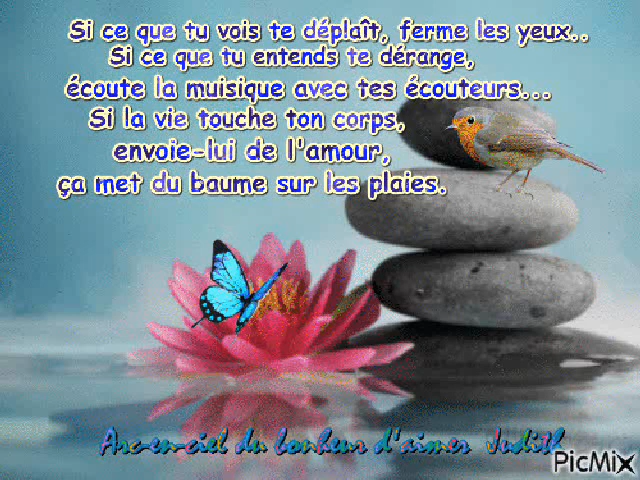 Si ce que tu vois te déplaît, ferme les yeux..
Si ce que tu entends te dérange,
écoute la muisique avec tes écouteurs...
Si la vie touche ton corps,
envoie-lui de l'amour,
ça met du baume sur les plaies.
Arc-en-ciel du bonheur d'aimer Judith
PicMix